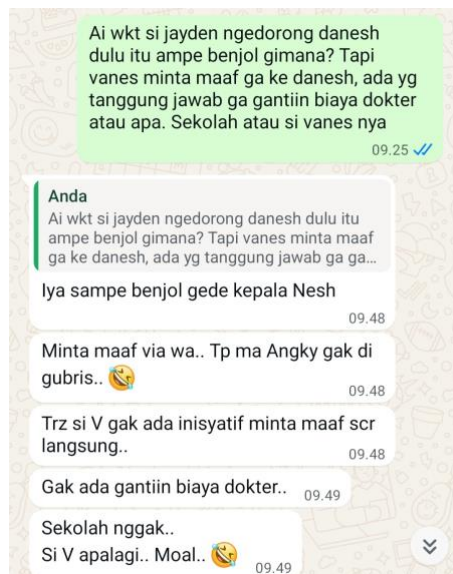 Ai wkt si jayden ngedorong danesh
dulu itu ampe benjol gimana? Tapi
vanes minta maaf ga ke danesh, ada yg
tanggung jawab ga gantiin biaya dokter
atau apa. Sekolah atau si vanes nya
09.25
Anda
Ai wkt si jayden ngedorong danesh dulu itu
ampe benjol gimana? Tapi vanes minta maaf
ga ke danesh, ada yg tanggung jawab ga ga...
Iya sampe benjol gede kepala Nesh
09.48
Minta maaf via wa.. Tp ma Angky gak di
gubris.. 🤣
09.48
Trz si V gak ada inisyatif minta maaf scr
langsung..
09.48
Gak ada gantiin biaya dokter..
09.49
Sekolah nggak..
Si V apalagi.. Moal.. 🤣
09.49